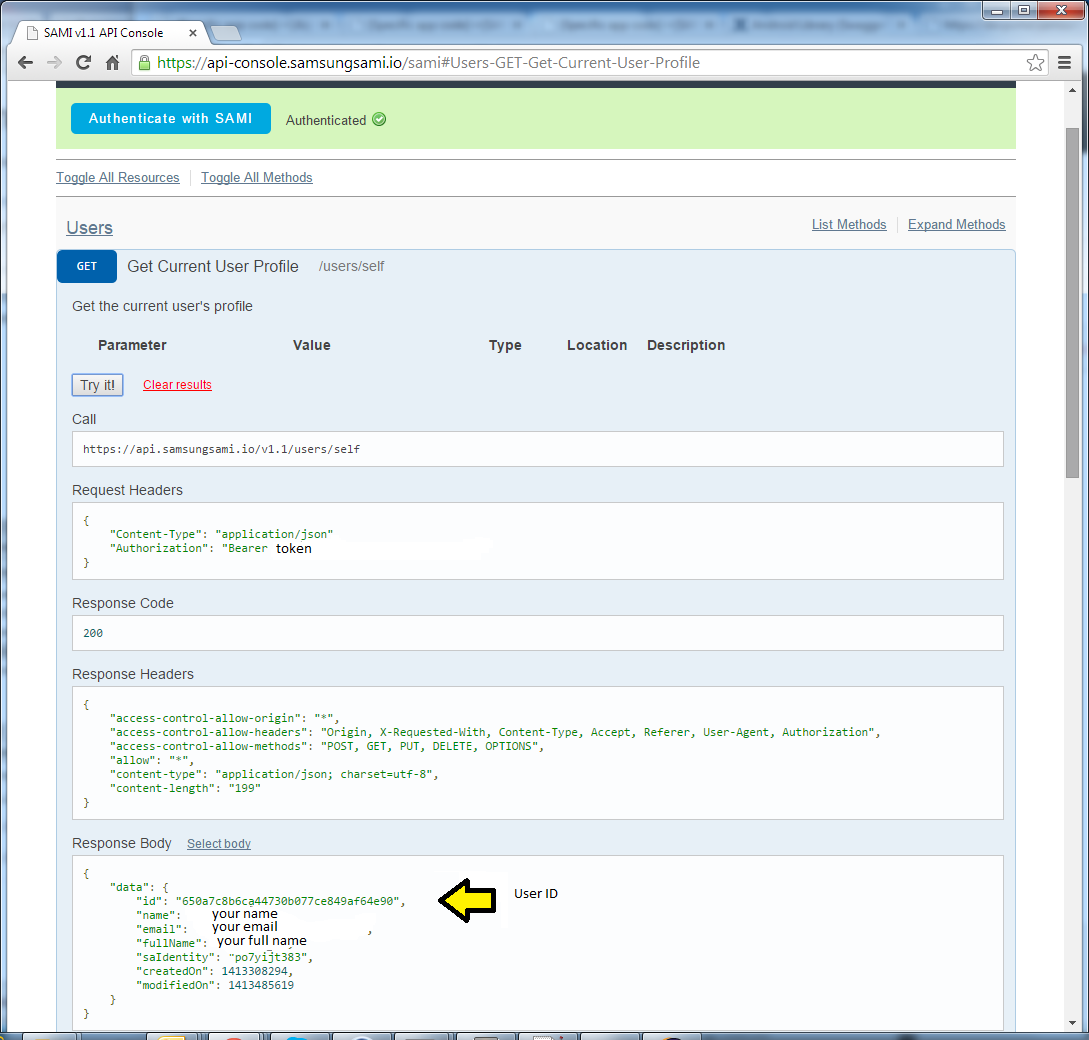 SAMI v1.1 API Console
https://api-console.samsungsami.io/sami#Users-GET-Get-Current-User-Profile
Authenticate with SAMI Authenticated
Toggle All Resources Toggle All Methods
Users List Methods Expand Methods
GET Get Current User Profile /users/self
Get the current user's profile
Parameter Value Type Location Description
Try it! Clear results
Call
https://api.samsungsami.io/v1.1/users/self
Request Headers
{
"Content-Type": "application/json"
"Authorization": "Bearer token
}
Response Code
200
Response Headers
{
"access-control-allow-origin": "*",
"access-control-allow-headers": "Origin, X-Requested-With, Content-Type, Accept, Referer, User-Agent, Authorization",
"access-control-allow-methods": "POST, GET, PUT, DELETE, OPTIONS",
"allow": "*",
"content-type": "application/json; charset=utf-8",
"content-length": "199"
}
Response Body Select body
{
"data": {
"id": "650a7c8b6ca44730b077ce849af64e90", User ID
"name": your name
"email": your email ,
"fullName": your full name
"saIdentity": "po7yijt383",
"createdOn": 1413308294,
"modifiedOn": 1413485619
}
}